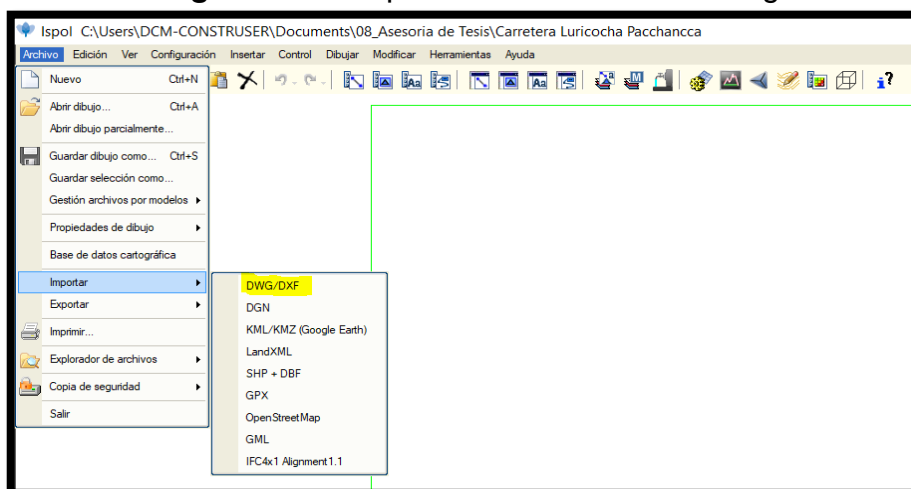 Ispol C:\Users\DCM-CONSTRUSER\Documents\08_Asesoria de Tesis\Carretera Luricocha Pacchancca
Archivo Edición Ver Configuración Insertar Control Dibujar Modificar Herramientas Ayuda
Nuevo Ctrl+N
Abrir dibujo... Ctrl+A
Abrir dibujo parcialmente...
Guardar dibujo como... Ctrl+S
Guardar selección como...
Gestión archivos por modelos
Propiedades de dibujo
Base de datos cartográfica
Importar
Exportar
Imprimir...
Explorador de archivos
Copia de seguridad
Salir
DWG/DXF
DGN
KML/KMZ (Google Earth)
LandXML
SHP + DBF
GPX
OpenStreetMap
GML
IFC4x1 Alignment1.1